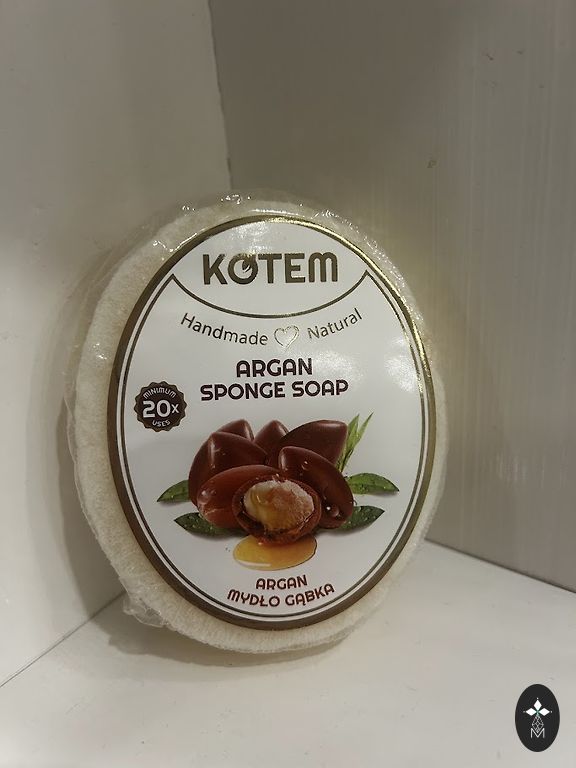 KOTEM
Handmade Natural
ARGAN
SPONGE SOAP
MINIMUM
20x
USES
ARGAN
MYDŁO GĄBKA
M